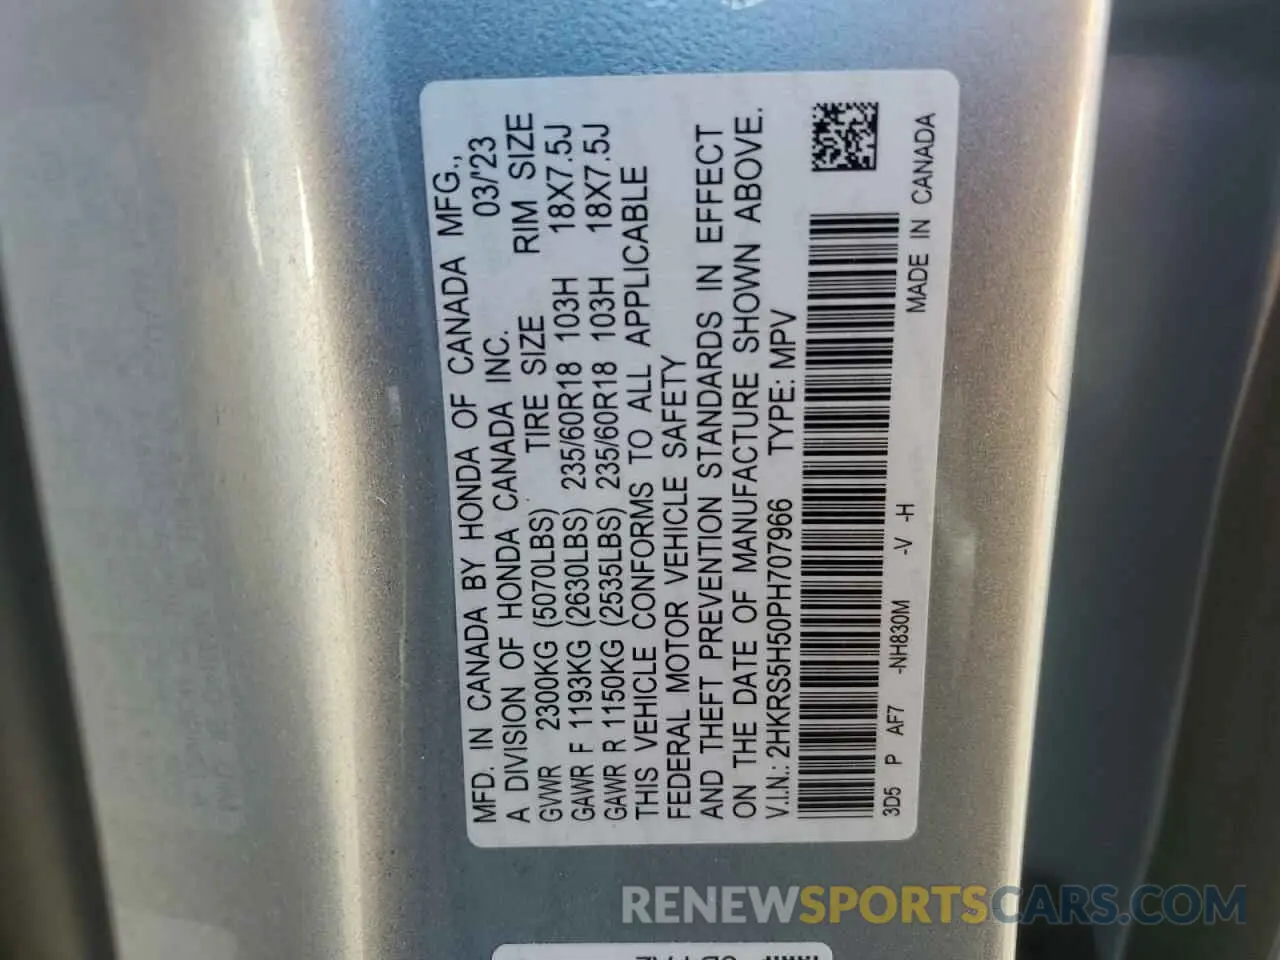 MFD. IN CANADA BY HONDA OF CANADA MFG.,
A DIVISION OF HONDA CANADA INC. 03/'23
GVWR 2300KG (5070LBS) TIRE SIZE RIM SIZE
GAWR F 1193KG (2630LBS) 235/60R18 103H 18X7.5J
GAWR R 1150KG (2535LBS) 235/60R18 103H 18X7.5J
THIS VEHICLE CONFORMS TO ALL APPLICABLE
FEDERAL MOTOR VEHICLE SAFETY
AND THEFT PREVENTION STANDARDS IN EFFECT
ON THE DATE OF MANUFACTURE SHOWN ABOVE.
V.I.N.: 2HKRS5H50PH707966 TYPE: MPV
3D5 P AF7 -NH830M -V -H MADE IN CANADA
RENEWSPORTSCARS.COM